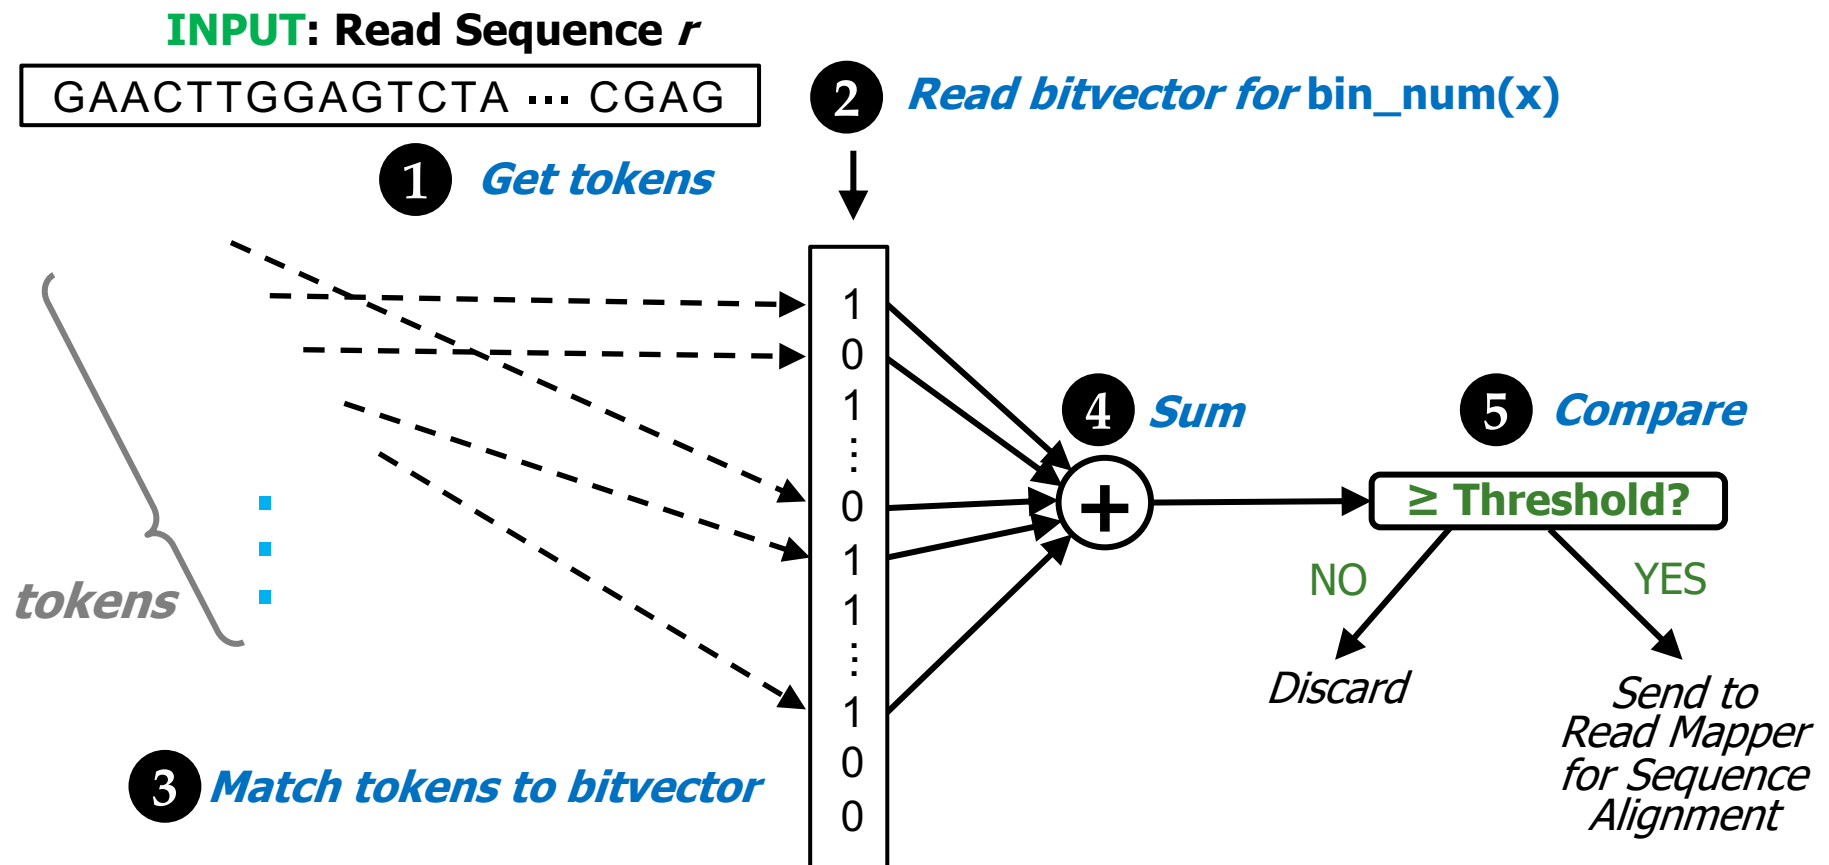 INPUT: Read Sequence r
GAACTTGGAGTCTA ... CGAG
2 Read bitvector for bin_num(x)
1 Get tokens
1
0
1
⋮
0
1
1
⋮
1
0
0
tokens
3 Match tokens to bitvector
4 Sum
+
5 Compare
≥ Threshold?
NO
YES
Discard
Send to
Read Mapper
for Sequence
Alignment